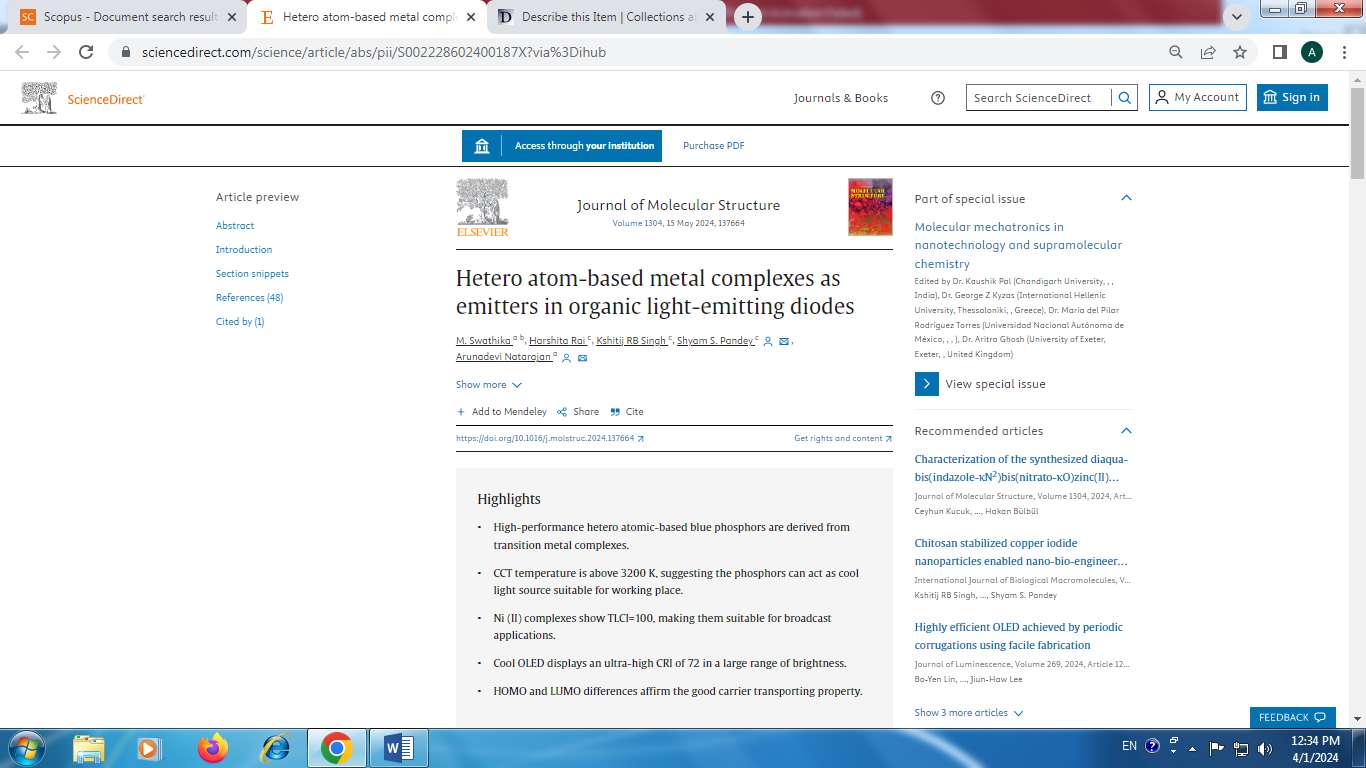 SC Scopus - Document search result
Hetero atom-based metal compl
Describe this Item | Collections a
sciencedirect.com/science/article/abs/pii/S002228602400187X?via%3Dihub
A
ScienceDirect
Journals & Books
Search ScienceDirect
My Account
Sign in
Access through your institution
Purchase PDF
Article preview
Abstract
Introduction
Section snippets
References (48)
Cited by (1)
ELSEVIER
Journal of Molecular Structure
Volume 1304, 15 May 2024, 137664
MOLECULAR
STRUCTURE
Hetero atom-based metal complexes as
emitters in organic light-emitting diodes
M. Swathika a b, Harshita Rai c, Kshitij RB Singh c, Shyam S. Pandey c ,
Arunadevi Natarajan a
Show more
Add to Mendeley Share Cite
https://doi.org/10.1016/j.molstruc.2024.137664
Get rights and content
Highlights
• High-performance hetero atomic-based blue phosphors are derived from
transition metal complexes.
• CCT temperature is above 3200 K, suggesting the phosphors can act as cool
light source suitable for working place.
• Ni (II) complexes show TLCI=100, making them suitable for broadcast
applications.
• Cool OLED displays an ultra-high CRI of 72 in a large range of brightness.
• HOMO and LUMO differences affirm the good carrier transporting property.
Part of special issue
Molecular mechatronics in
nanotechnology and supramolecular
chemistry
Edited by Dr. Kaushik Pal (Chandigarh University, , ,
India), Dr. George Z Kyzas (International Hellenic
University, Thessaloniki, , Greece), Dr. María del Pilar
Rodríguez Torres (Universidad Nacional Autónoma de
México, , , ), Dr. Aritra Ghosh (University of Exeter,
Exeter, , United Kingdom)
View special issue
Recommended articles
Characterization of the synthesized diaqua-
bis(indazole-κN2)bis(nitrato-κO)zinc(II)…
Journal of Molecular Structure, Volume 1304, 2024, Art…
Ceyhun Kucuk, …, Hakan Bülbül
Chitosan stabilized copper iodide
nanoparticles enabled nano-bio-engineer…
International Journal of Biological Macromolecules, V…
Kshitij RB Singh, …, Shyam S. Pandey
Highly efficient OLED achieved by periodic
corrugations using facile fabrication
Journal of Luminescence, Volume 269, 2024, Article 12…
Bo-Yen Lin, …, Jiun-Haw Lee
Show 3 more articles
FEEDBACK
EN
12:34 PM
4/1/2024